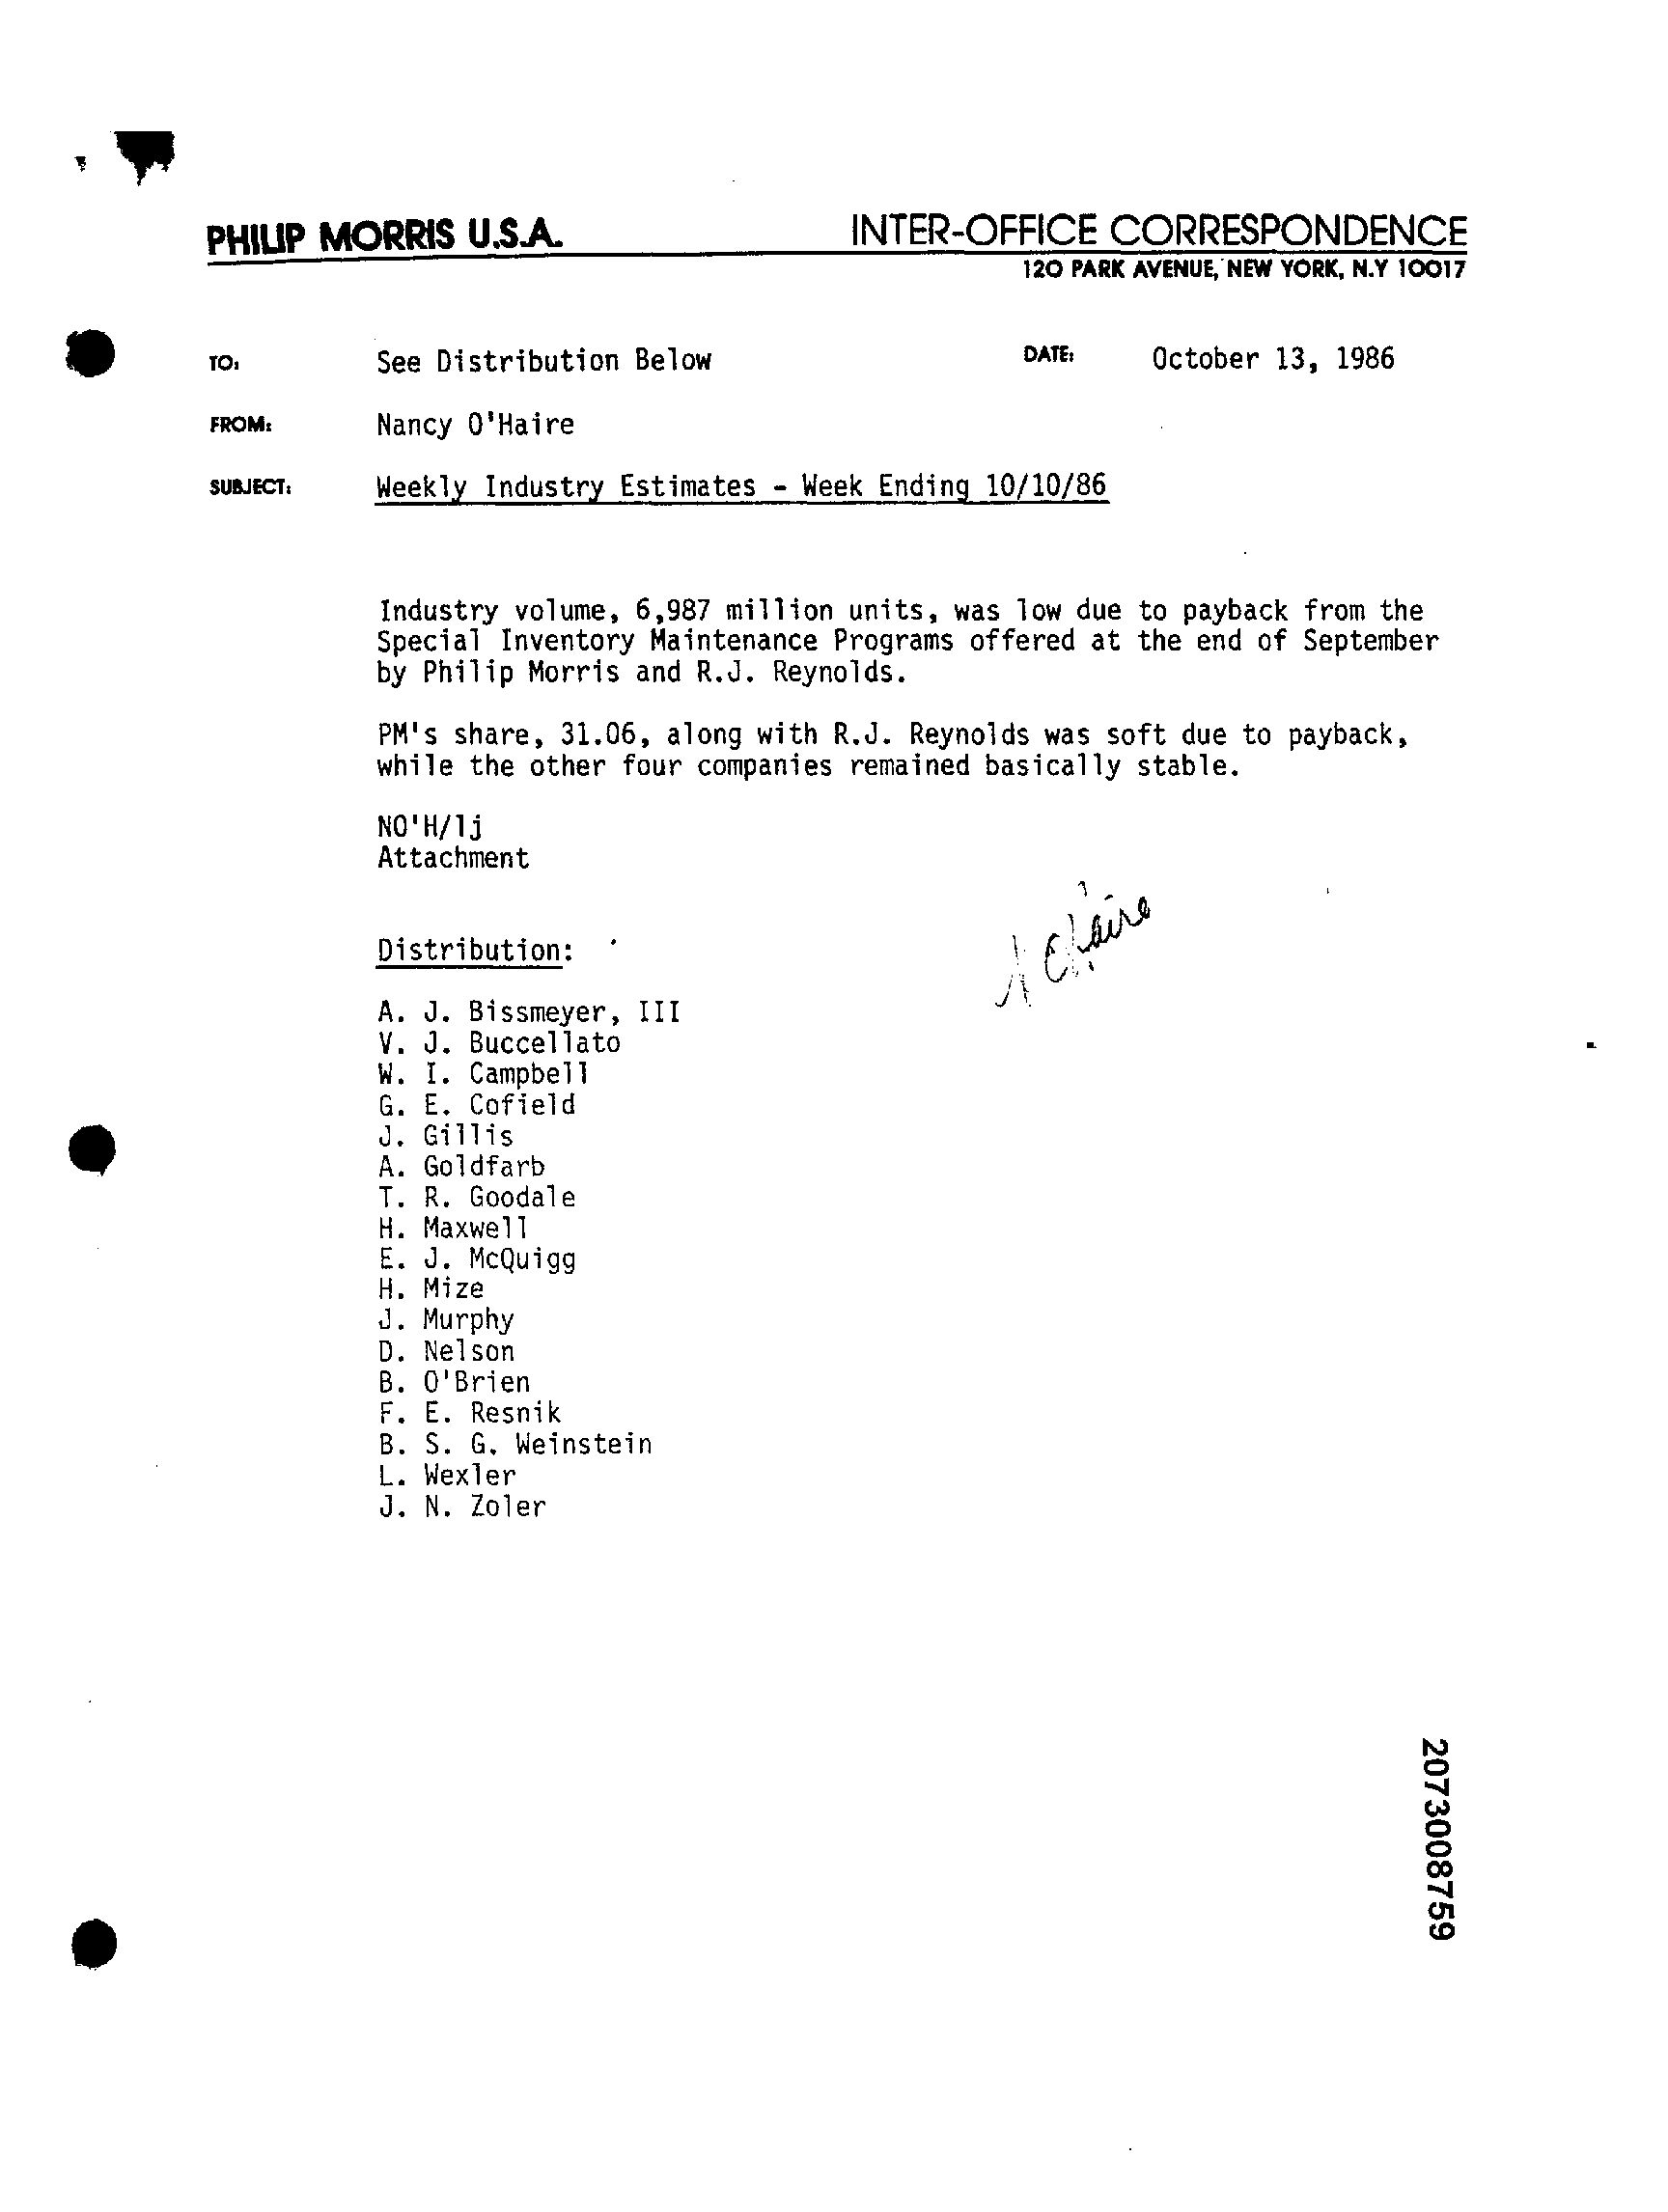 PHILIP MORRIS U.S.A. INTER-OFFICE CORRESPONDENCE
120 PARK AVENUE, NEW YORK, N.Y 10017
TO: See Distribution Below DATE: October 13, 1986
FROM: Nancy O'Haire
SUBJECT: Weekly Industry Estimates - Week Ending 10/10/86
Industry volume, 6,987 million units, was low due to payback from the
Special Inventory Maintenance Programs offered at the end of September
by Philip Morris and R.J. Reynolds.
PM's share, 31.06, along with R.J. Reynolds was soft due to payback,
while the other four companies remained basically stable.
NO'H/lj
Attachment
Distribution:
A. J. Bissmeyer, III
V. J. Buccellato
W. I. Campbell
G. E. Cofield
J. Gillis
A. Goldfarb
T. R. Goodale
H. Maxwell
E. J. McQuigg
H. Mize
J. Murphy
D. Nelson
B. O'Brien
F. E. Resnik
B. S. G. Weinstein
L. Wexler
J. N. Zoler
2073008759